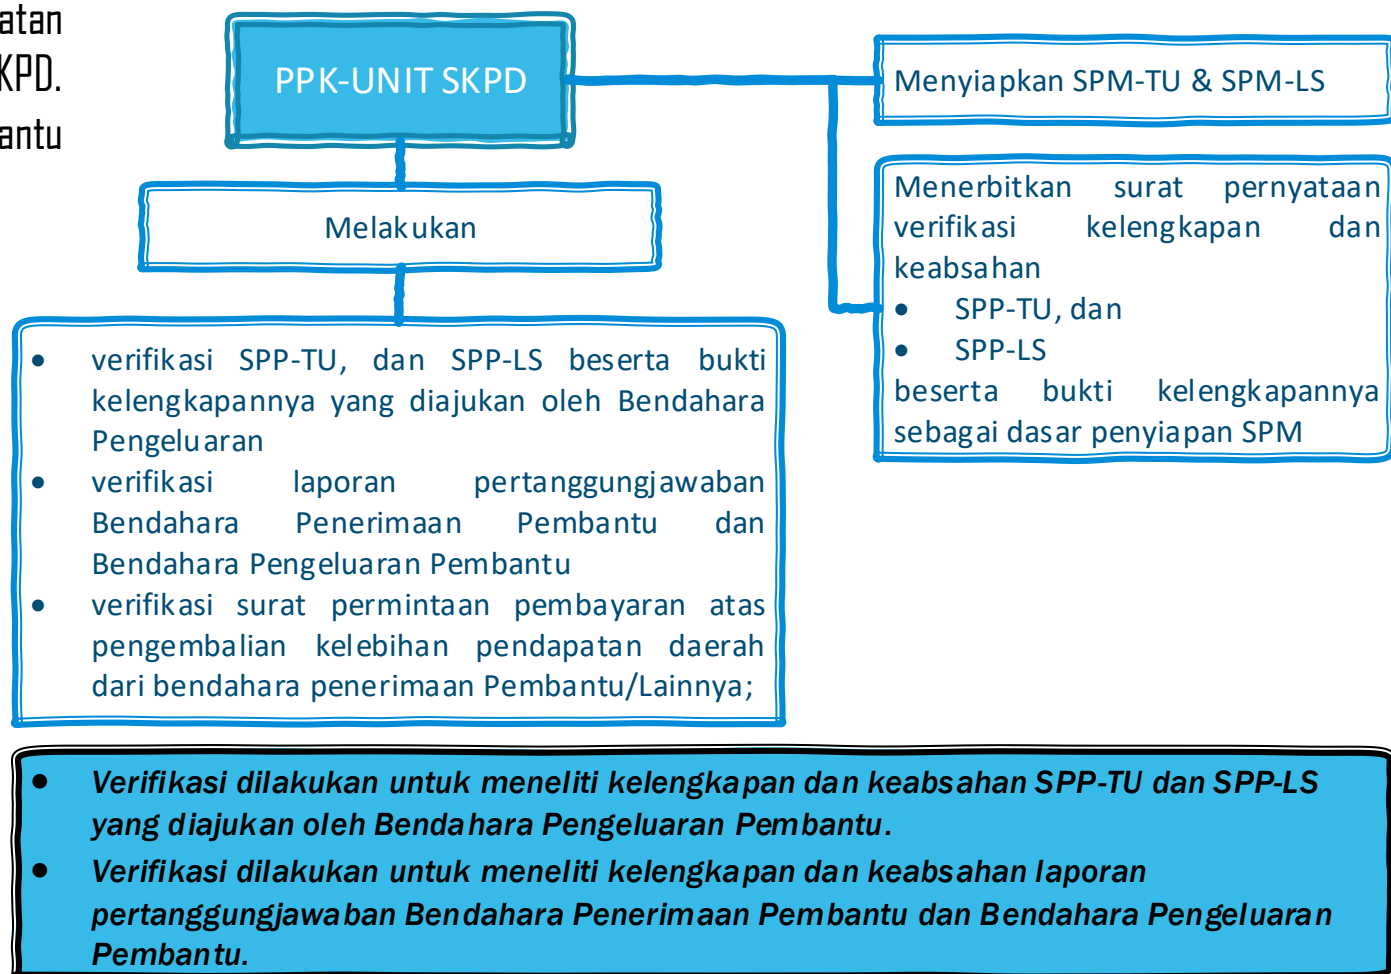 atan
KPD.
antu
PPK-UNIT SKPD
Menyiapkan SPM-TU & SPM-LS
Melakukan
Menerbitkan surat pernyataan
verifikasi kelengkapan dan
keabsahan
• SPP-TU, dan
• SPP-LS
beserta bukti kelengkapannya
sebagai dasar penyiapan SPM
• verifikasi SPP-TU, dan SPP-LS beserta bukti
kelengkapannya yang diajukan oleh Bendahara
Pengeluaran
• verifikasi laporan pertanggungjawaban
Bendahara Penerimaan Pembantu dan
Bendahara Pengeluaran Pembantu
• verifikasi surat permintaan pembayaran atas
pengembalian kelebihan pendapatan daerah
dari bendahara penerimaan Pembantu/Lainnya;
• Verifikasi dilakukan untuk meneliti kelengkapan dan keabsahan SPP-TU dan SPP-LS
yang diajukan oleh Bendahara Pengeluaran Pembantu.
• Verifikasi dilakukan untuk meneliti kelengkapan dan keabsahan laporan
pertanggungjawaban Bendahara Penerimaan Pembantu dan Bendahara Pengeluaran
Pembantu.